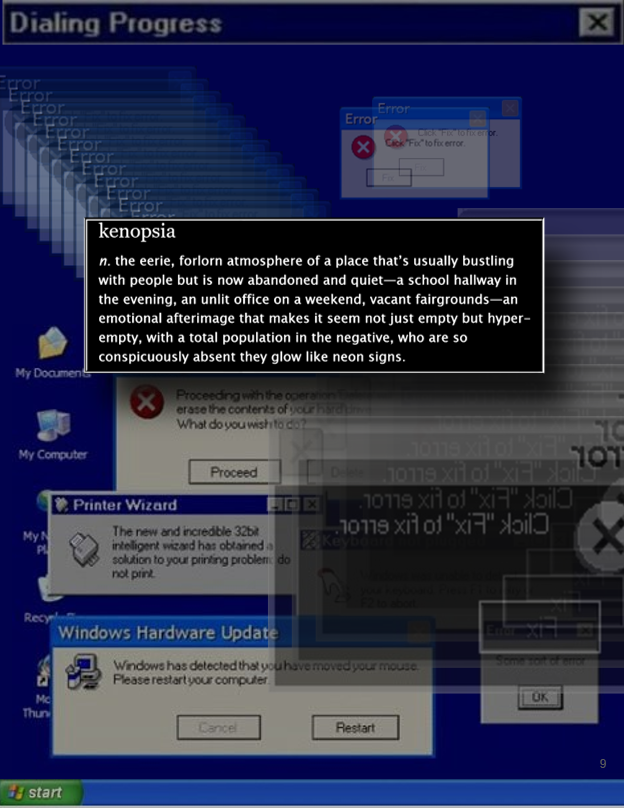 Dialing Progress
Error
Error
Error
Error
Error
Error
Error
Error
Error
Error
Error
Error
Click "Fix" to fix error.
Click "Fix" to fix error.
Fix
kenopsia
n. the eerie, forlorn atmosphere of a place that's usually bustling
with people but is now abandoned and quiet—a school hallway in
the evening, an unlit office on a weekend, vacant fairgrounds—an
emotional afterimage that makes it seem not just empty but hyper-
empty, with a total population in the negative, who are so
conspicuously absent they glow like neon signs.
My Documents
Proceeding with the operation
erase the contents of your hard
What do you wish to do?
My Computer
Proceed
Click "Fix" to fix error.
Click "Fix" to fix error.
Click "Fix" to fix error.
Printer Wizard
The new and incredible 32bit
intelligent wizard has obtained a
solution to your printing problem: do
not print.
My N
Recycle
Fix
Windows Hardware Update
Windows has detected that you have moved your mouse.
Please restart your computer.
Some sort of error
OK
Cancel
Restart
9
start